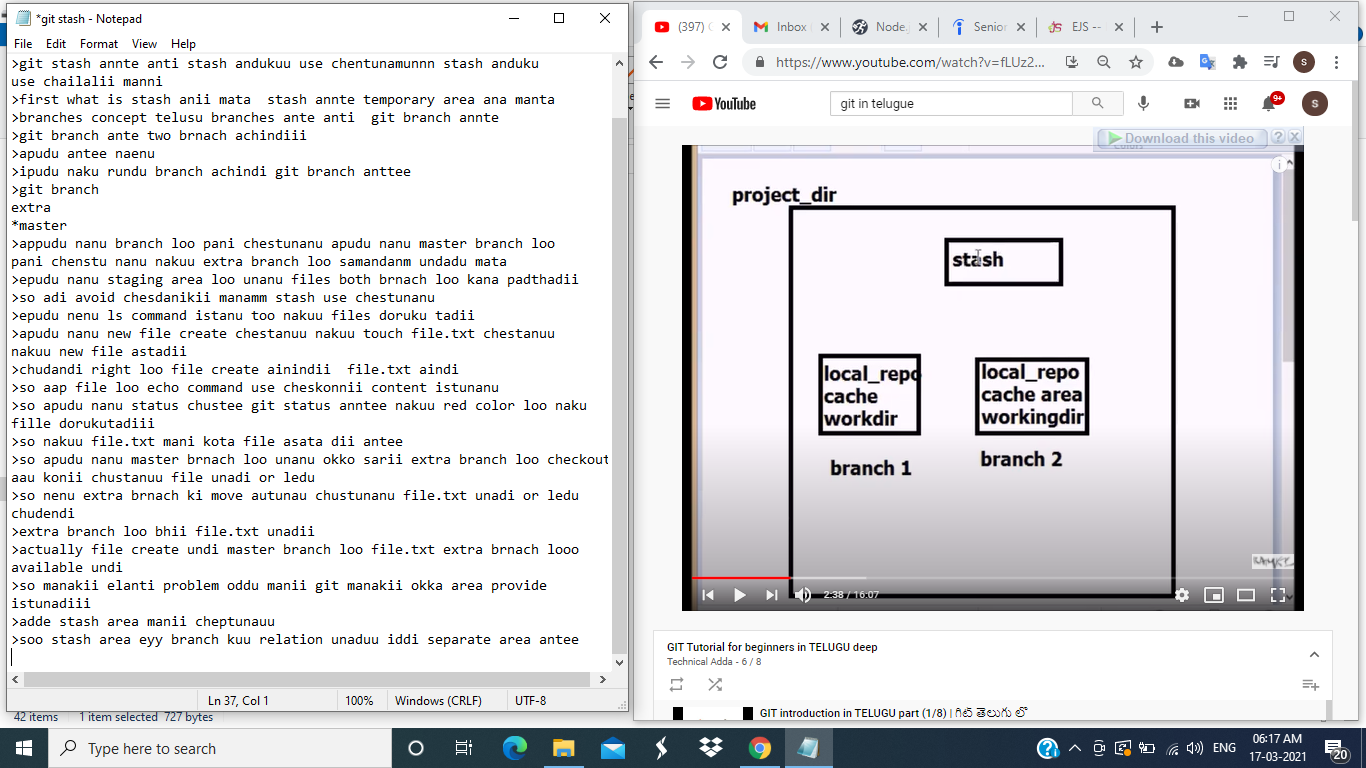 *git stash - Notepad
File Edit Format View Help
>git stash annte anti stash andukuu use chentunamunnn stash anduku
use chailalii manni
>first what is stash anii mata  stash annte temporary area ana manta
>branches concept telusu branches ante anti  git branch annte
>git branch ante two brnach achindiii
>apudu antee naenu
>ipudu naku rundu branch achindi git branch anttee
>git branch
extra
*master
>appudu nanu branch loo pani chestunanu apudu nanu master branch loo
pani chenstu nanu nakuu extra branch loo samandanm undadu mata
>epudu nanu staging area loo unanu files both brnach loo kana padthadii
>so adi avoid chesdanikii manamm stash use chestunanu
>epudu nenu ls command istanu too nakuu files doruku tadii
>apudu nanu new file create chestanuu nakuu touch file.txt chestanuu
nakuu new file astadii
>chudandi right loo file create ainindii  file.txt aindi
>so aap file loo echo command use cheskonnii content istunanu
>so apudu nanu status chustee git status anntee nakuu red color loo naku
fille dorukutadiii
>so nakuu file.txt mani kota file asata dii antee
>so apudu nanu master brnach loo unanu okko sarii extra branch loo checkout
aau konii chustanuu file unadi or ledu
>so nenu extra brnach ki move autunau chustunanu file.txt unadi or ledu
chudendi
>extra branch loo bhii file.txt unadii
>actually file create undi master branch loo file.txt extra brnach looo
available undi
>so manakii elanti problem oddu manii git manakii okka area provide
istunadiii
>adde stash area manii cheptunauu
>soo stash area eyy branch kuu relation unaduu iddi separate area antee
Ln 37, Col 1
100%
Windows (CRLF)
UTF-8
42 items 1 item selected 727 bytes
(397)
Inbox
Node.
Senior
EJS --
https://www.youtube.com/watch?v=fLUz2...
S
YouTube
git in telugue
9+
S
Download this video
project_dir
stash
local_repo
cache
workdir
branch 1
local_repo
cache area
workingdir
branch 2
2:38 / 16:07
GIT Tutorial for beginners in TELUGU deep
Technical Adda - 6 / 8
GIT introduction in TELUGU part (1/8) | గిట్ తెలుగు లో
Type here to search
ENG
06:17 AM
17-03-2021
20